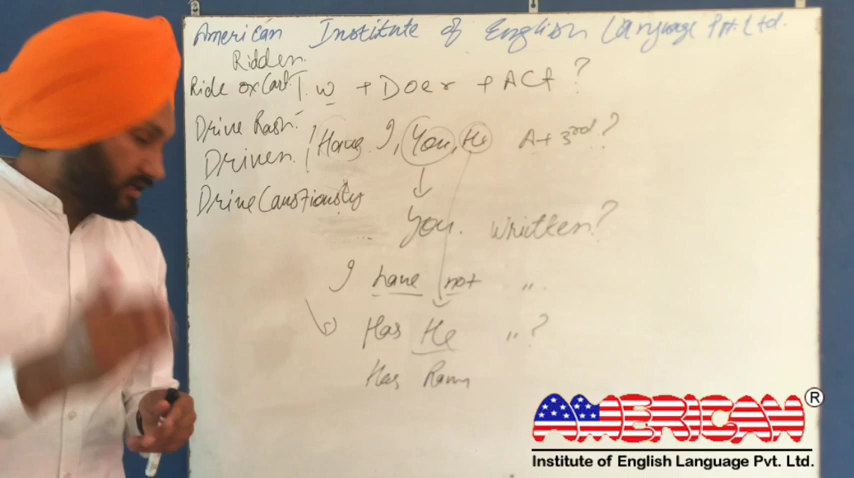 American Institute of English Language Pvt. Ltd.
Ridden
Ride ox Cart! W + Doer + ACt ?
Drive Rash!
Driven ! Have I, You, He A + 3rd ?
Drive
You. written?
I have not "
Has He " ?
Has Ram
AMERICAN ®
Institute of English Language Pvt. Ltd.